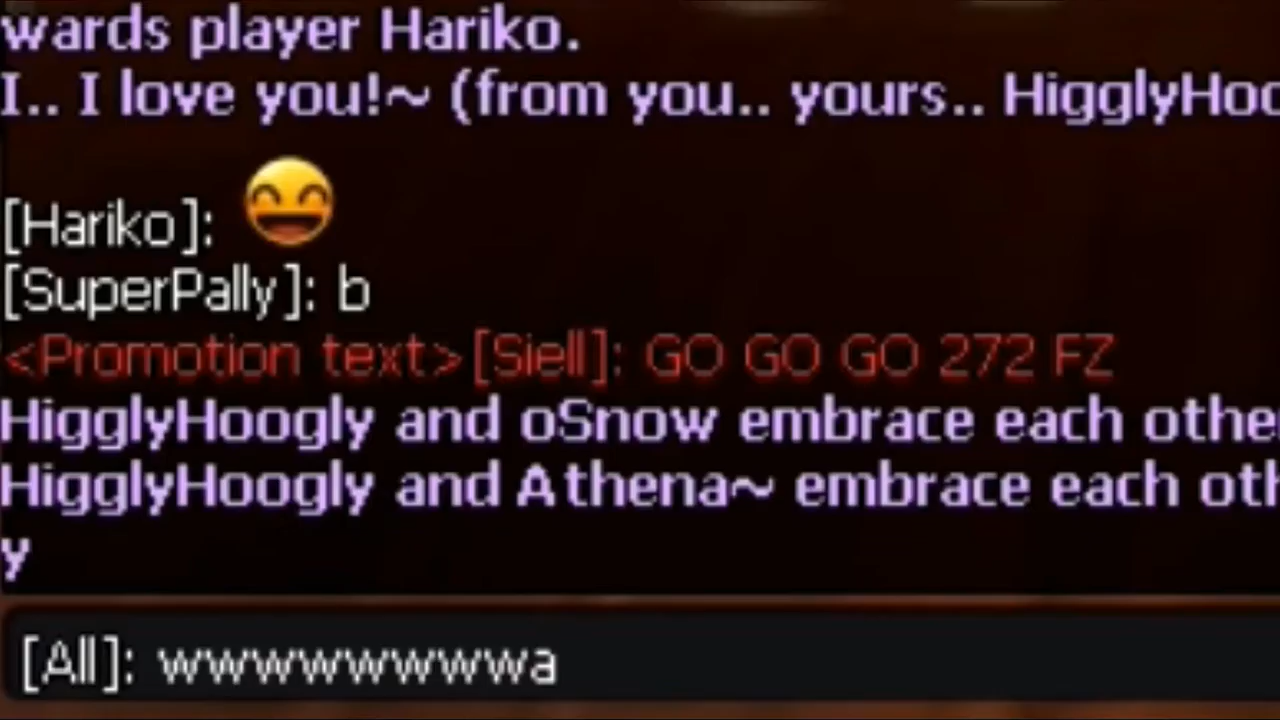 wards player Hariko.
I.. I love you!~ (from you.. yours.. HigglyHoo
[Hariko]: 😄
[SuperPally]: b
<Promotion text>[Siell]: GO GO GO 272 FZ
HigglyHoogly and oSnow embrace each othe
HigglyHoogly and Athena~ embrace each oth
y
[All]: wwwwwwwwwa